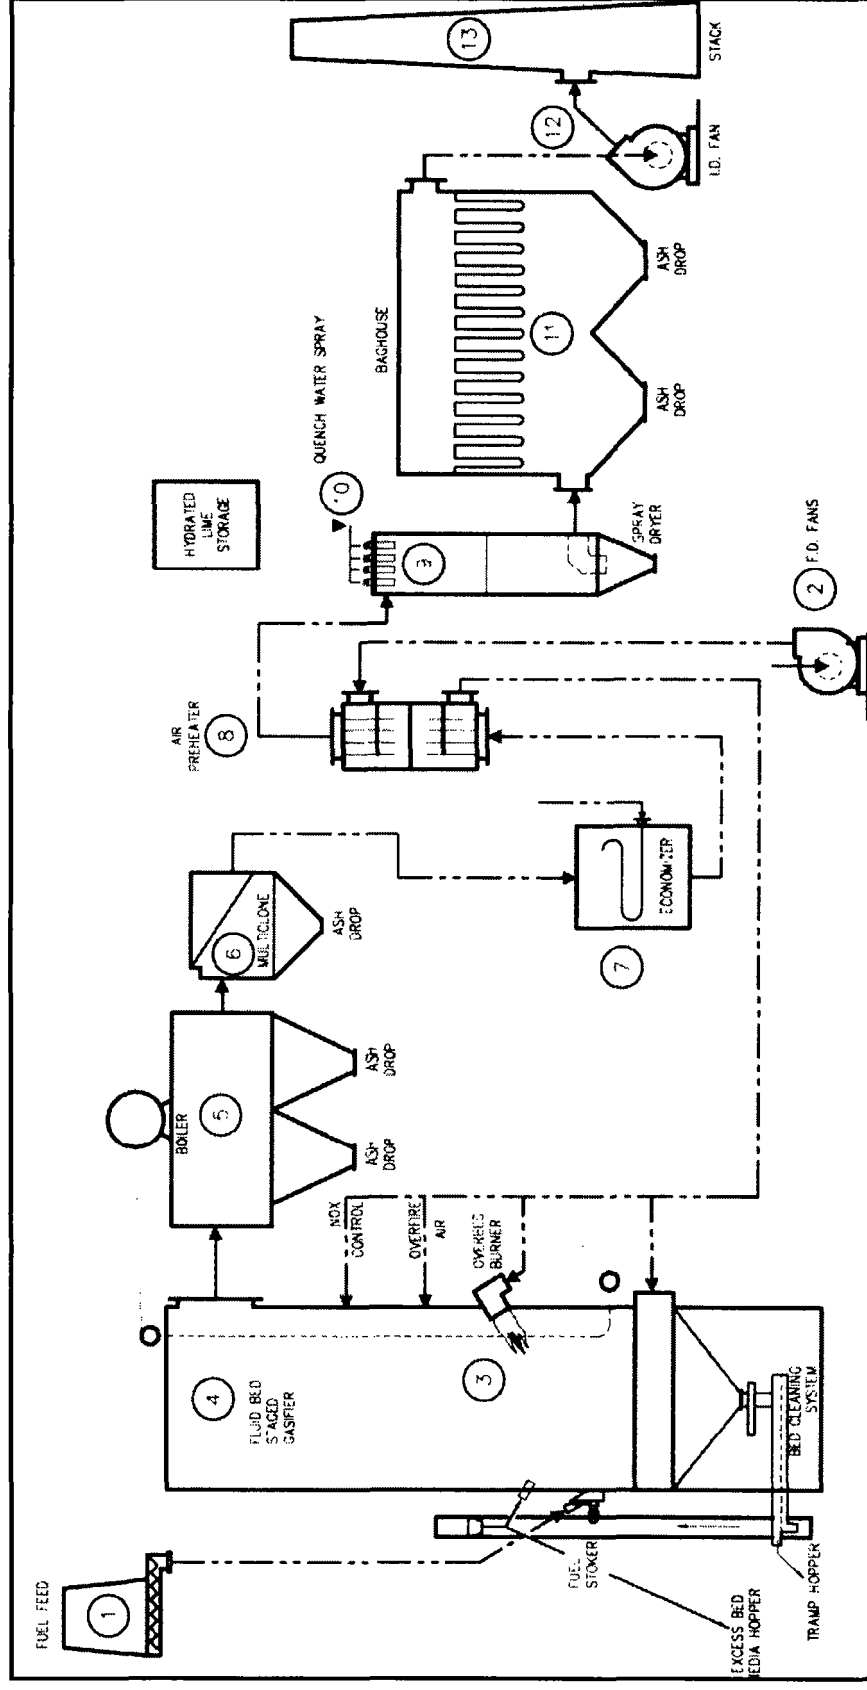 FUEL FEED
1
FLUID BED
STAGED
GASIFIER
4
3
FUEL
STOKER
EXCESS BED
MEDIA HOPPER
TRAMP HOPPER
BED CLEANING
SYSTEM
NOX
CONTROL
OVERFIRE
AIR
OVERBED
BURNER
BOILER
5
ASH
DROP
ASH
DROP
6
MULTICLONE
ASH
DROP
7
ECONOMIZER
AIR
PREHEATER
8
2
F.D. FANS
HYDRATED
LIME
STORAGE
QUENCH WATER SPRAY
10
9
SPRAY
DRYER
BAGHOUSE
11
ASH
DROP
ASH
DROP
12
I.D. FAN
13
STACK